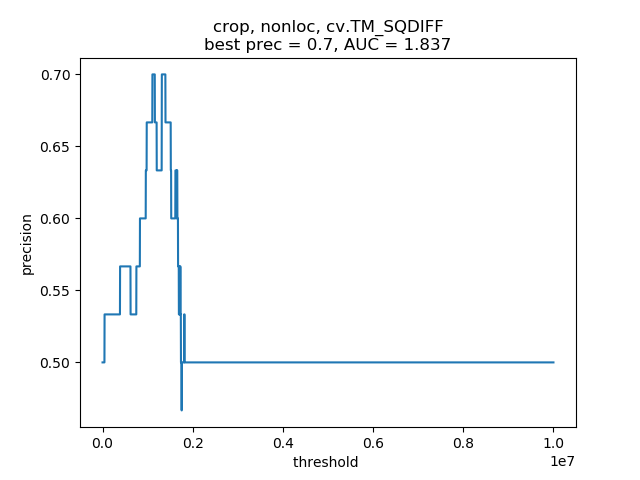 crop, nonloc, cv.TM_SQDIFF
best prec = 0.7, AUC = 1.837
0.70
0.65
0.60
0.55
0.50
precision
0.0 0.2 0.4 0.6 0.8 1.0
1e7
threshold